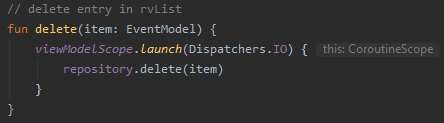 // delete entry in rvList
fun delete(item: EventModel) {
    viewModelScope.launch(Dispatchers.IO) { this: CoroutineScope
        repository.delete(item)
    }
}